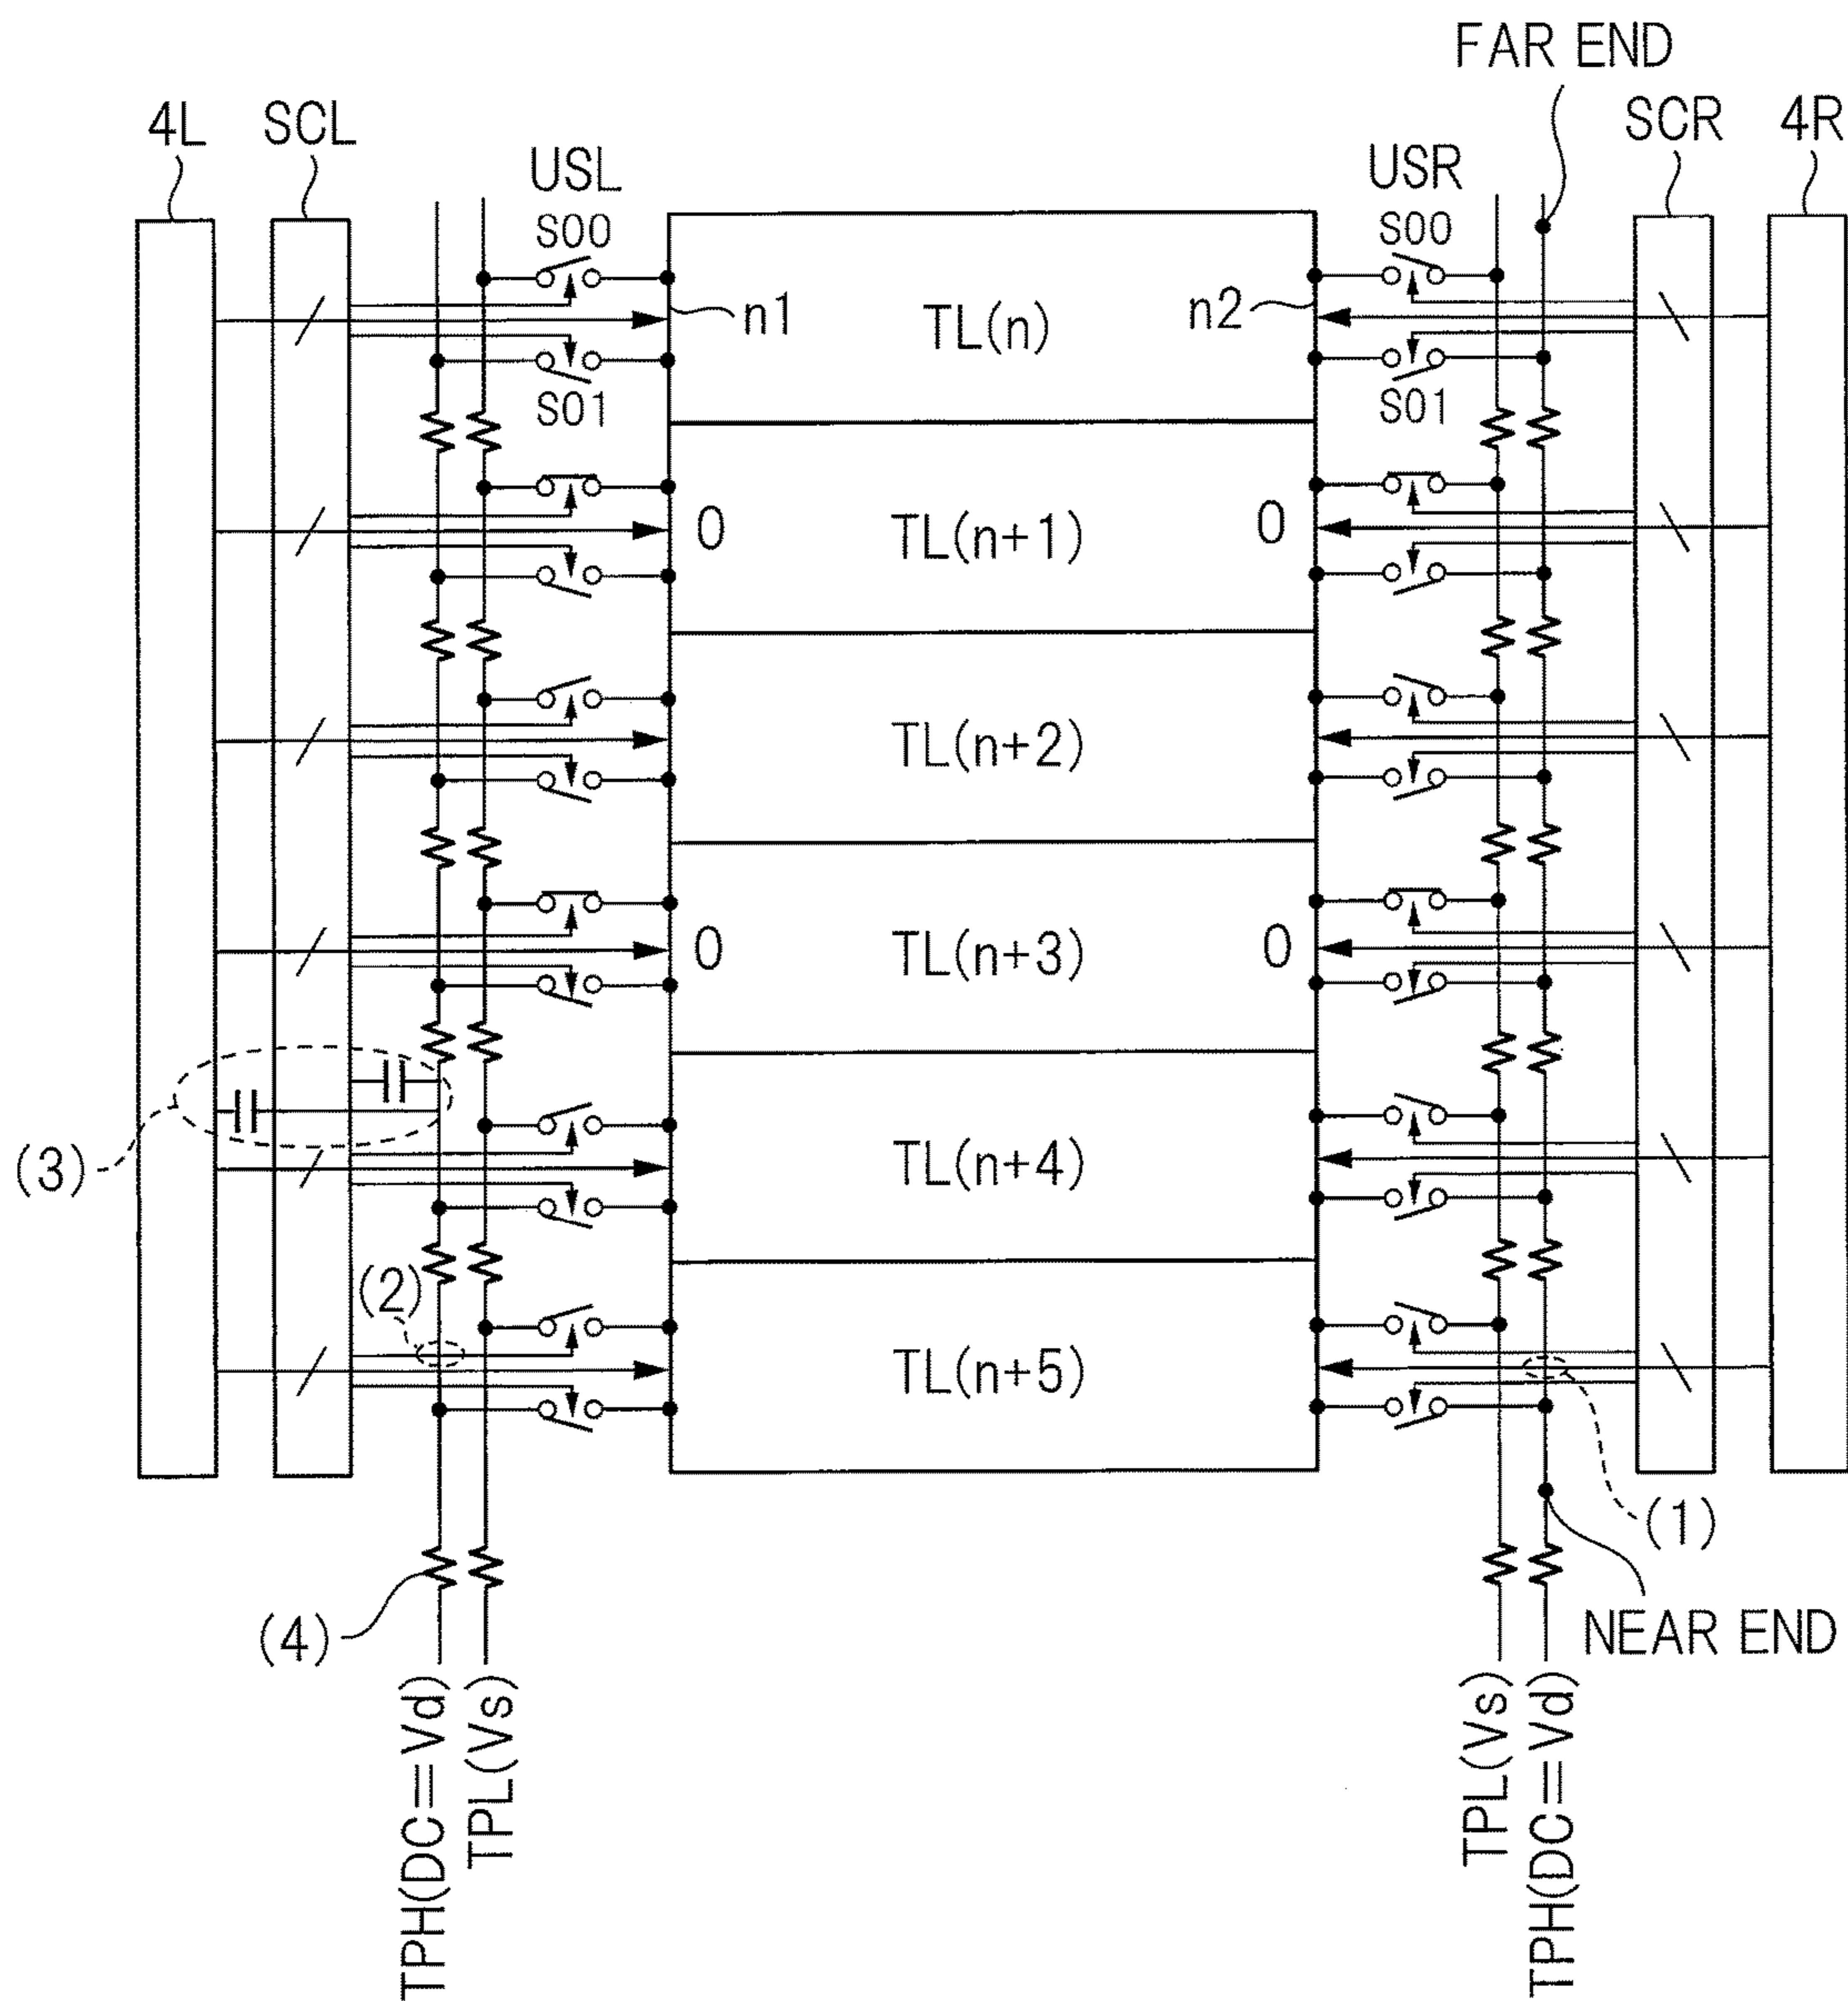 FAR END
4L SCL SCR 4R
USL USR
S00 S00
n1 TL(n) n2
S01 S01
0 TL(n+1) 0
TL(n+2)
0 TL(n+3) 0
(3) TL(n+4)
(2)
TL(n+5)
(1)
(4) NEAR END
TPH(DC=Vd)
TPL(Vs)
TPL(Vs)
TPH(DC=Vd)